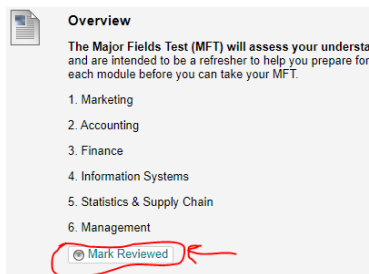 Overview
The Major Fields Test (MFT) will assess your understa
and are intended to be a refresher to help you prepare for
each module before you can take your MFT.
1. Marketing
2. Accounting
3. Finance
4. Information Systems
5. Statistics & Supply Chain
6. Management
Mark Reviewed